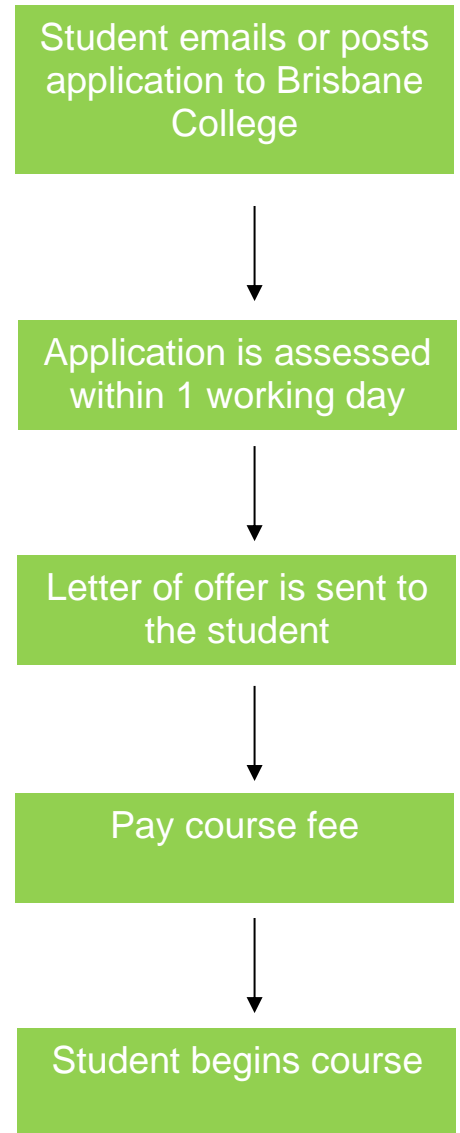 Student emails or posts
application to Brisbane
College
Application is assessed
within 1 working day
Letter of offer is sent to
the student
Pay course fee
Student begins course